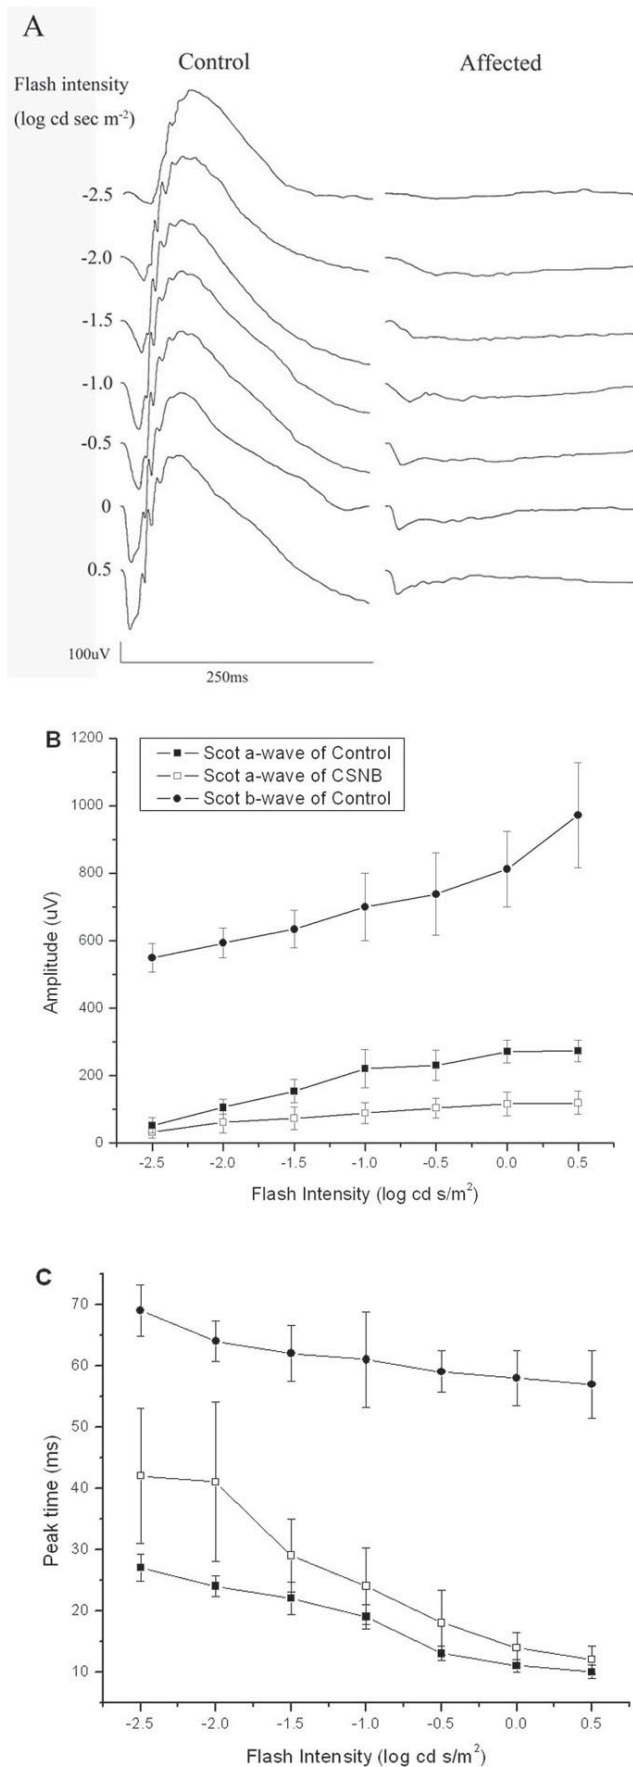 A
Control Affected
Flash intensity
(log cd sec m⁻²)
-2.5
-2.0
-1.5
-1.0
-0.5
0
0.5
100uV
250ms
B
Scot a-wave of Control
Scot a-wave of CSNB
Scot b-wave of Control
1200
1000
800
600
400
200
0
Amplitude (uV)
-2.5 -2.0 -1.5 -1.0 -0.5 0.0 0.5
Flash Intensity (log cd s/m²)
C
70
60
50
40
30
20
10
Peak time (ms)
-2.5 -2.0 -1.5 -1.0 -0.5 0.0 0.5
Flash Intensity (log cd s/m²)